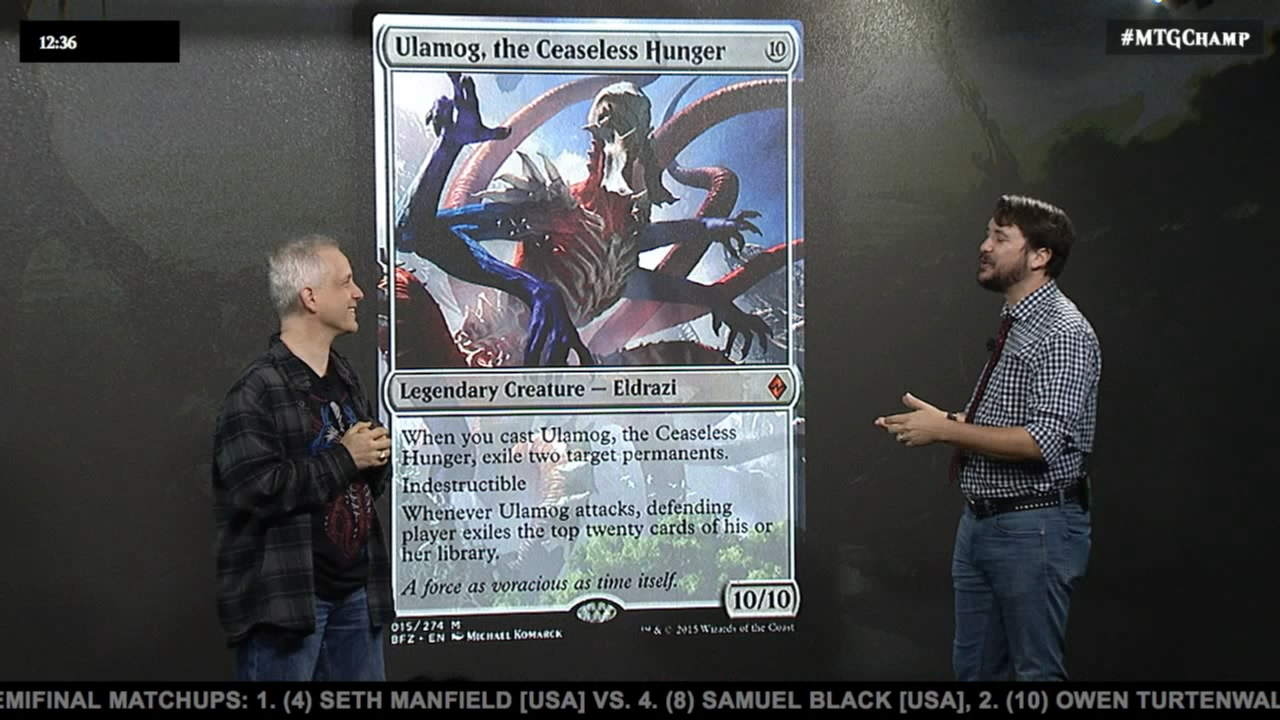 12:36
#MTGChamp
Ulamog, the Ceaseless Hunger 10
Legendary Creature — Eldrazi
When you cast Ulamog, the Ceaseless
Hunger, exile two target permanents.
Indestructible
Whenever Ulamog attacks, defending
player exiles the top twenty cards of his or
her library.
A force as voracious as time itself.
10/10
015/274 M
BFZ • EN Michael Komarck
™ & © 2015 Wizards of the Coast
EMIFINAL MATCHUPS: 1. (4) SETH MANFIELD [USA] VS. 4. (8) SAMUEL BLACK [USA], 2. (10) OWEN TURTENWAL